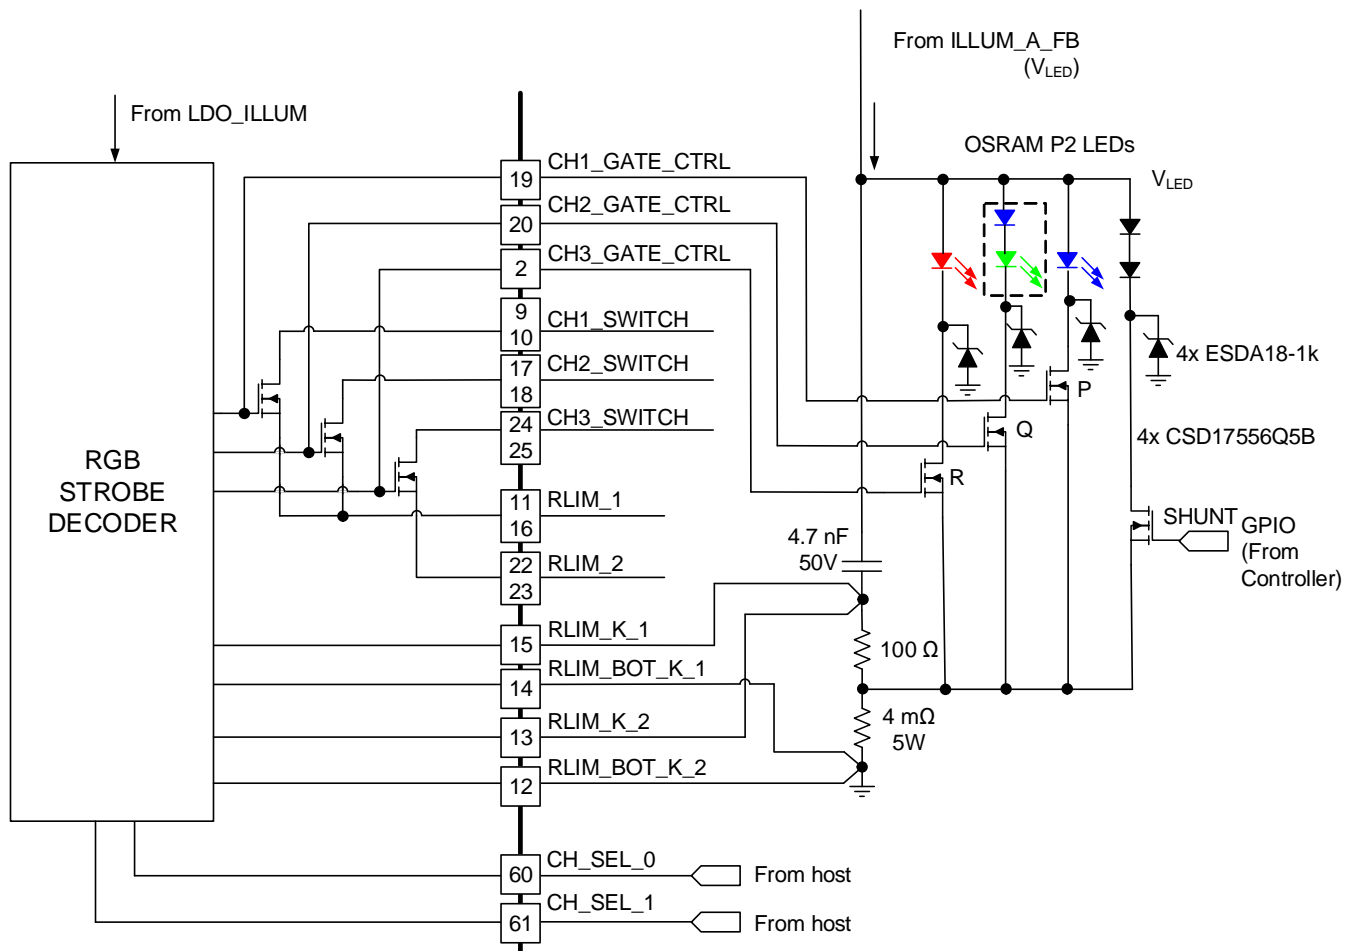 From ILLUM_A_FB
(VLED)
From LDO_ILLUM
OSRAM P2 LEDs
CH1_GATE_CTRL
19
VLED
CH2_GATE_CTRL
20
CH3_GATE_CTRL
2
9
10
CH1_SWITCH
4x ESDA18-1k
17
18
CH2_SWITCH
P
24
25
CH3_SWITCH
Q
4x CSD17556Q5B
RGB
STROBE
DECODER
R
11
16
RLIM_1
SHUNT
GPIO
(From
Controller)
4.7 nF
50V
22
23
RLIM_2
15
RLIM_K_1
100 Ω
14
RLIM_BOT_K_1
13
RLIM_K_2
4 mΩ
5W
12
RLIM_BOT_K_2
60
CH_SEL_0
From host
61
CH_SEL_1
From host